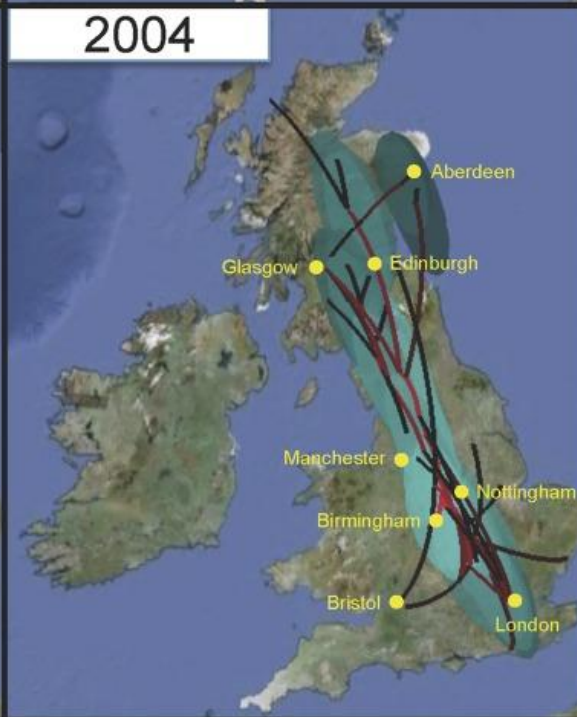 2004
Aberdeen
Glasgow
Edinburgh
Manchester
Nottingham
Birmingham
Bristol
London